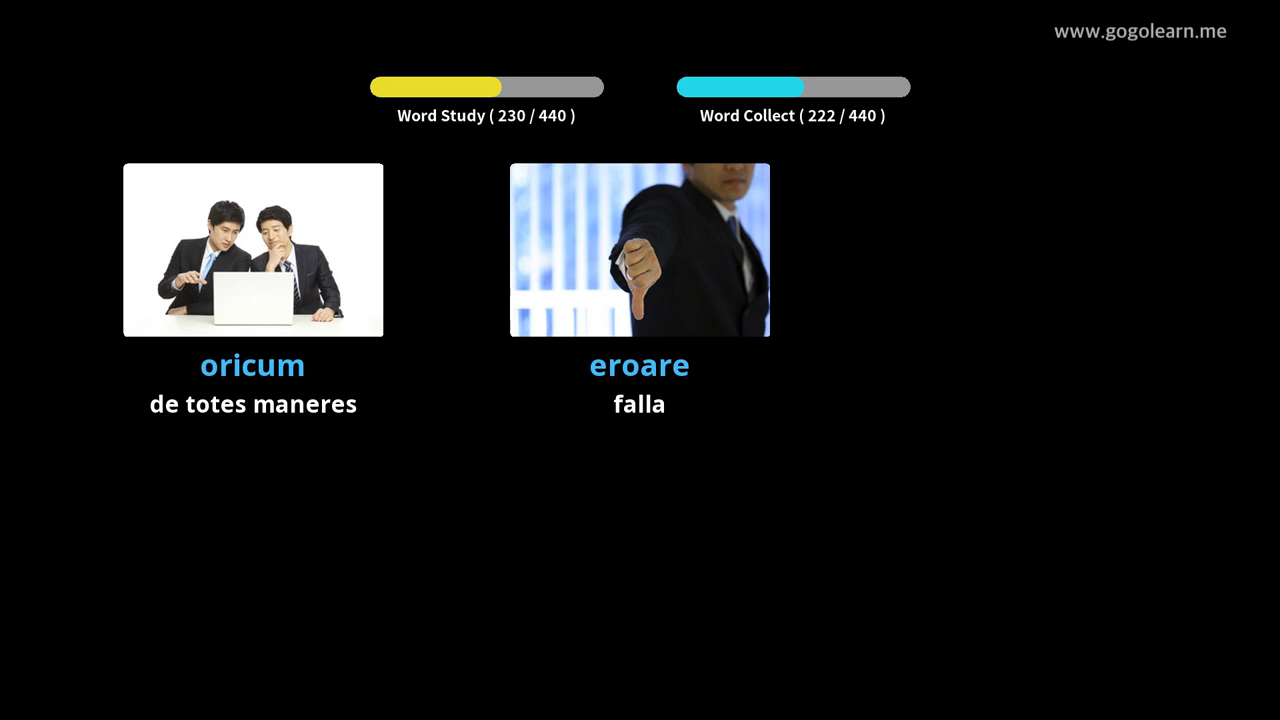 www.gogolearn.me
Word Study ( 230 / 440 )
Word Collect ( 222 / 440 )
oricum
de totes maneres
eroare
falla